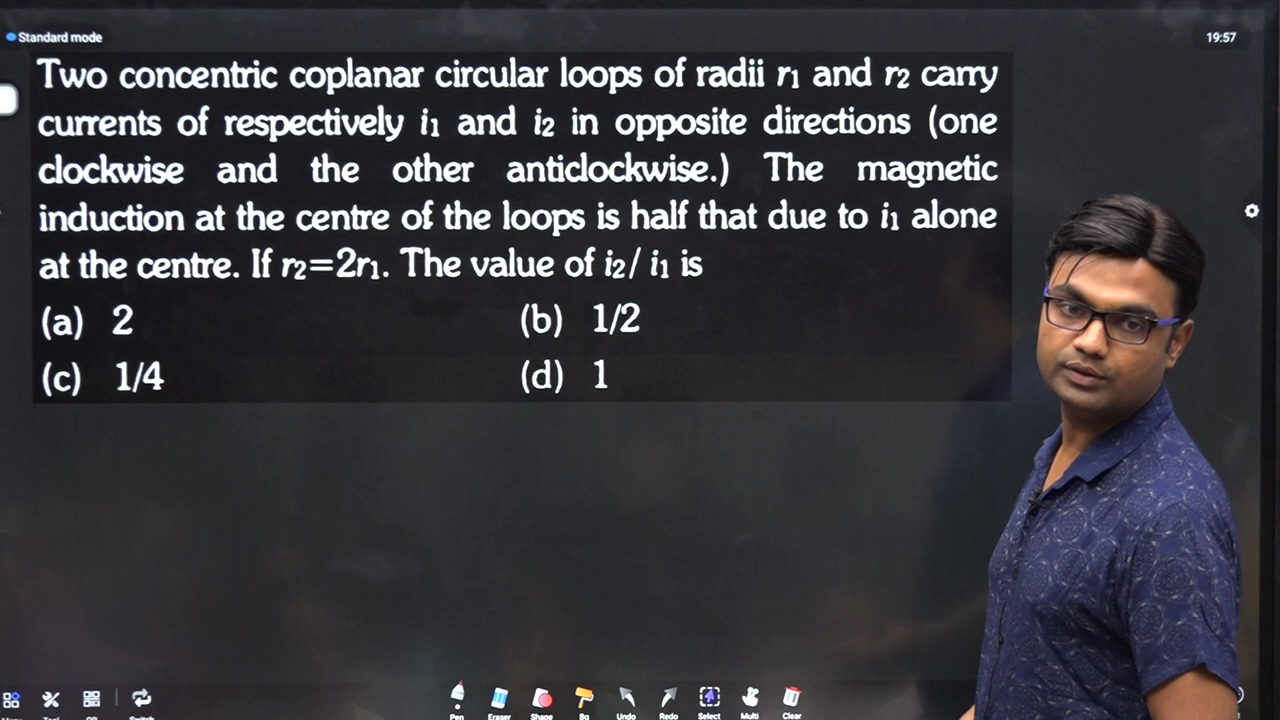 Standard mode
19:57
Two concentric coplanar circular loops of radii r1 and r2 carry
currents of respectively i1 and i2 in opposite directions (one
clockwise and the other anticlockwise.) The magnetic
induction at the centre of the loops is half that due to i1 alone
at the centre. If r2=2r1. The value of i2/ i1 is
(a) 2 (b) 1/2
(c) 1/4 (d) 1
Pen Eraser Shape Bg Undo Redo Select Multi Clear